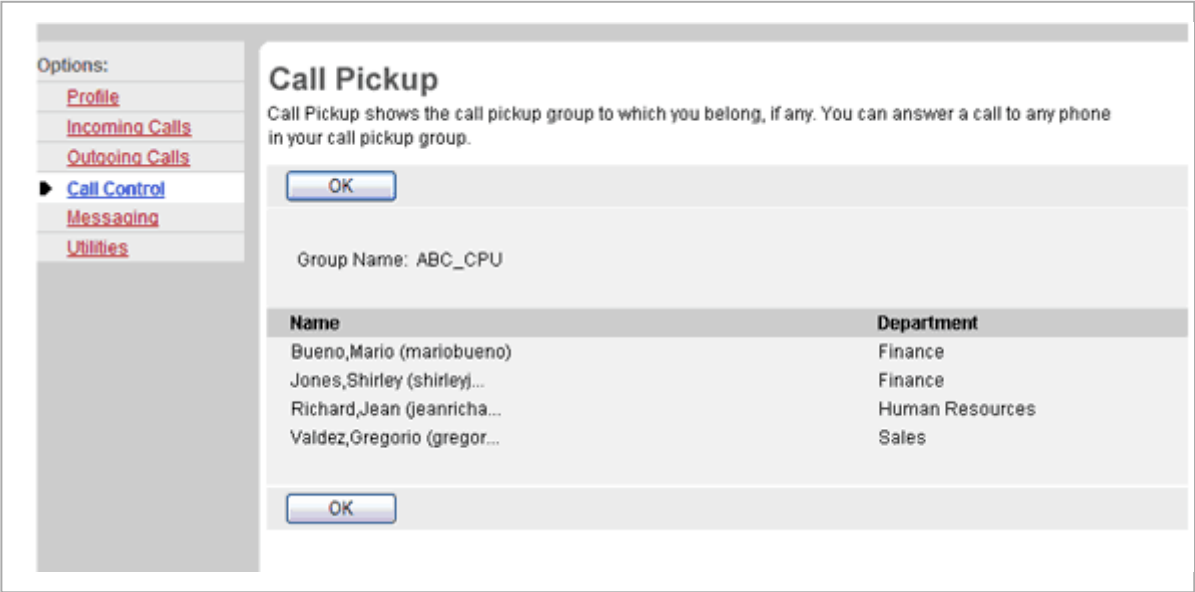 Options:
Profile
Incoming Calls
Outgoing Calls
Call Control
Messaging
Utilities
Call Pickup
Call Pickup shows the call pickup group to which you belong, if any. You can answer a call to any phone
in your call pickup group.
OK
Group Name: ABC_CPU
Name Department
Bueno,Mario (mariobueno) Finance
Jones,Shirley (shirleyj... Finance
Richard,Jean (jeanricha... Human Resources
Valdez,Gregorio (gregor... Sales
OK